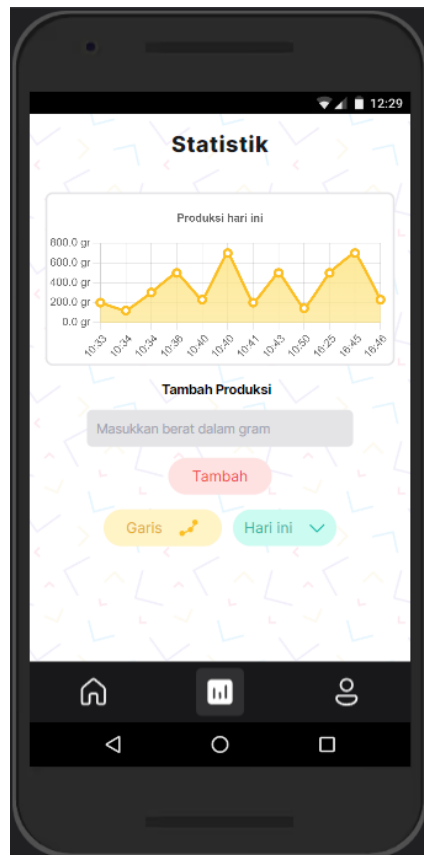 12:29
Statistik
Produksi hari ini
800.0 gr
600.0 gr
400.0 gr
200.0 gr
0.0 gr
10:33 10:34 10:34 10:36 10:40 10:40 10:41 10:43 10:50 16:25 16:45 16:46
Tambah Produksi
Masukkan berat dalam gram
Tambah
Garis Hari ini